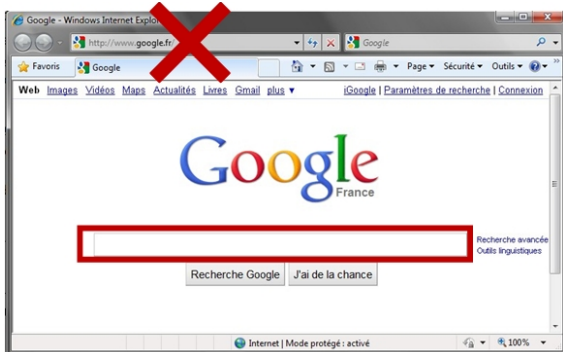 Google - Windows Internet Explo
http://www.google.fr/
Google
Favoris Google Page Sécurité Outils
Web Images Vidéos Maps Actualités Livres Gmail plus iGoogle | Paramètres de recherche | Connexion
Google
France
Recherche avancée
Outils linguistiques
Recherche Google J'ai de la chance
Internet | Mode protégé : activé 100%